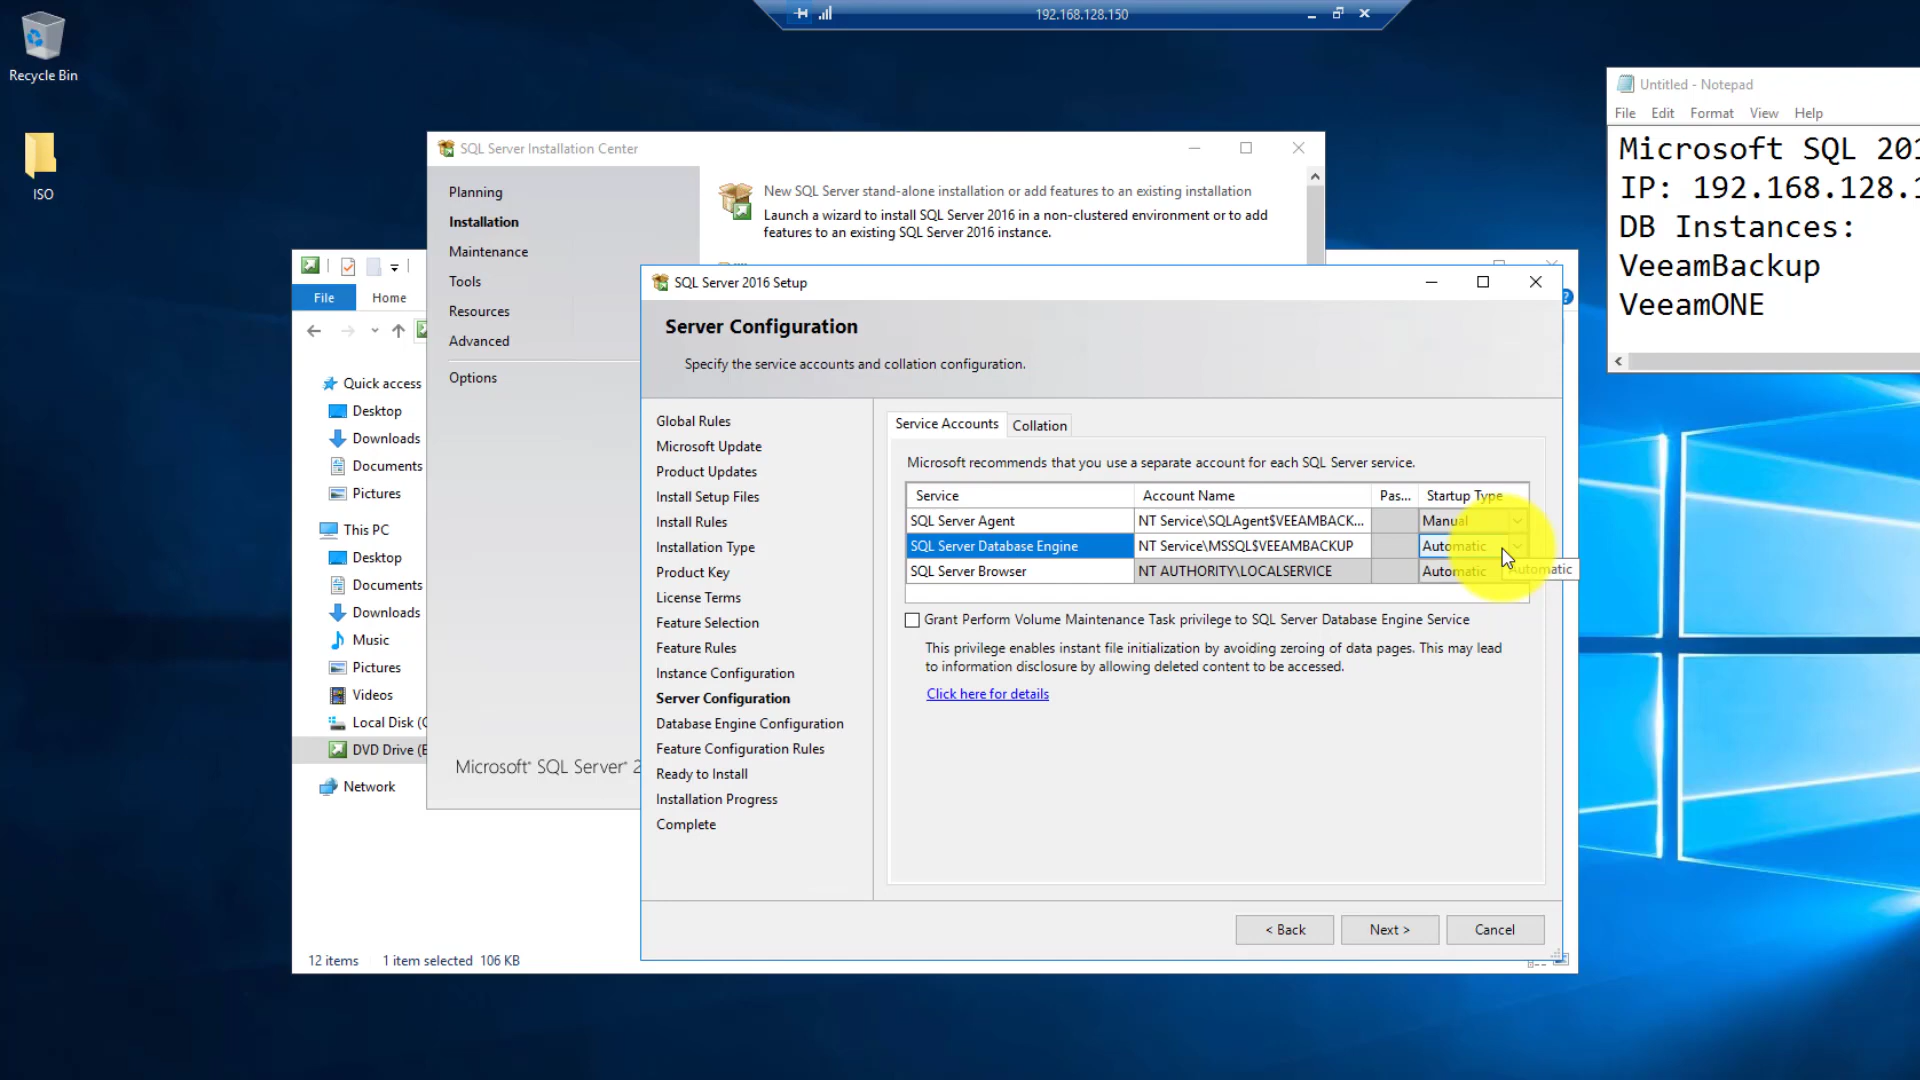 192.168.128.150
Recycle Bin
ISO
Untitled - Notepad
File Edit Format View Help
Microsoft SQL 201
IP: 192.168.128.1
DB Instances:
VeeamBackup
VeeamONE
SQL Server Installation Center
Planning
Installation
Maintenance
Tools
Resources
Advanced
Options
Microsoft SQL Server 2
New SQL Server stand-alone installation or add features to an existing installation
Launch a wizard to install SQL Server 2016 in a non-clustered environment or to add
features to an existing SQL Server 2016 instance.
File Home
Quick access
Desktop
Downloads
Documents
Pictures
This PC
Desktop
Documents
Downloads
Music
Pictures
Videos
Local Disk (
DVD Drive (E
Network
12 items 1 item selected 106 KB
SQL Server 2016 Setup
Server Configuration
Specify the service accounts and collation configuration.
Global Rules
Microsoft Update
Product Updates
Install Setup Files
Install Rules
Installation Type
Product Key
License Terms
Feature Selection
Feature Rules
Instance Configuration
Server Configuration
Database Engine Configuration
Feature Configuration Rules
Ready to Install
Installation Progress
Complete
Service Accounts Collation
Microsoft recommends that you use a separate account for each SQL Server service.
Service Account Name Pas... Startup Type
SQL Server Agent NT Service\SQLAgent$VEEAMBACK... Manual
SQL Server Database Engine NT Service\MSSQL$VEEAMBACKUP Automatic
SQL Server Browser NT AUTHORITY\LOCALSERVICE Automatic
Automatic
Grant Perform Volume Maintenance Task privilege to SQL Server Database Engine Service
This privilege enables instant file initialization by avoiding zeroing of data pages. This may lead
to information disclosure by allowing deleted content to be accessed.
Click here for details
< Back Next > Cancel